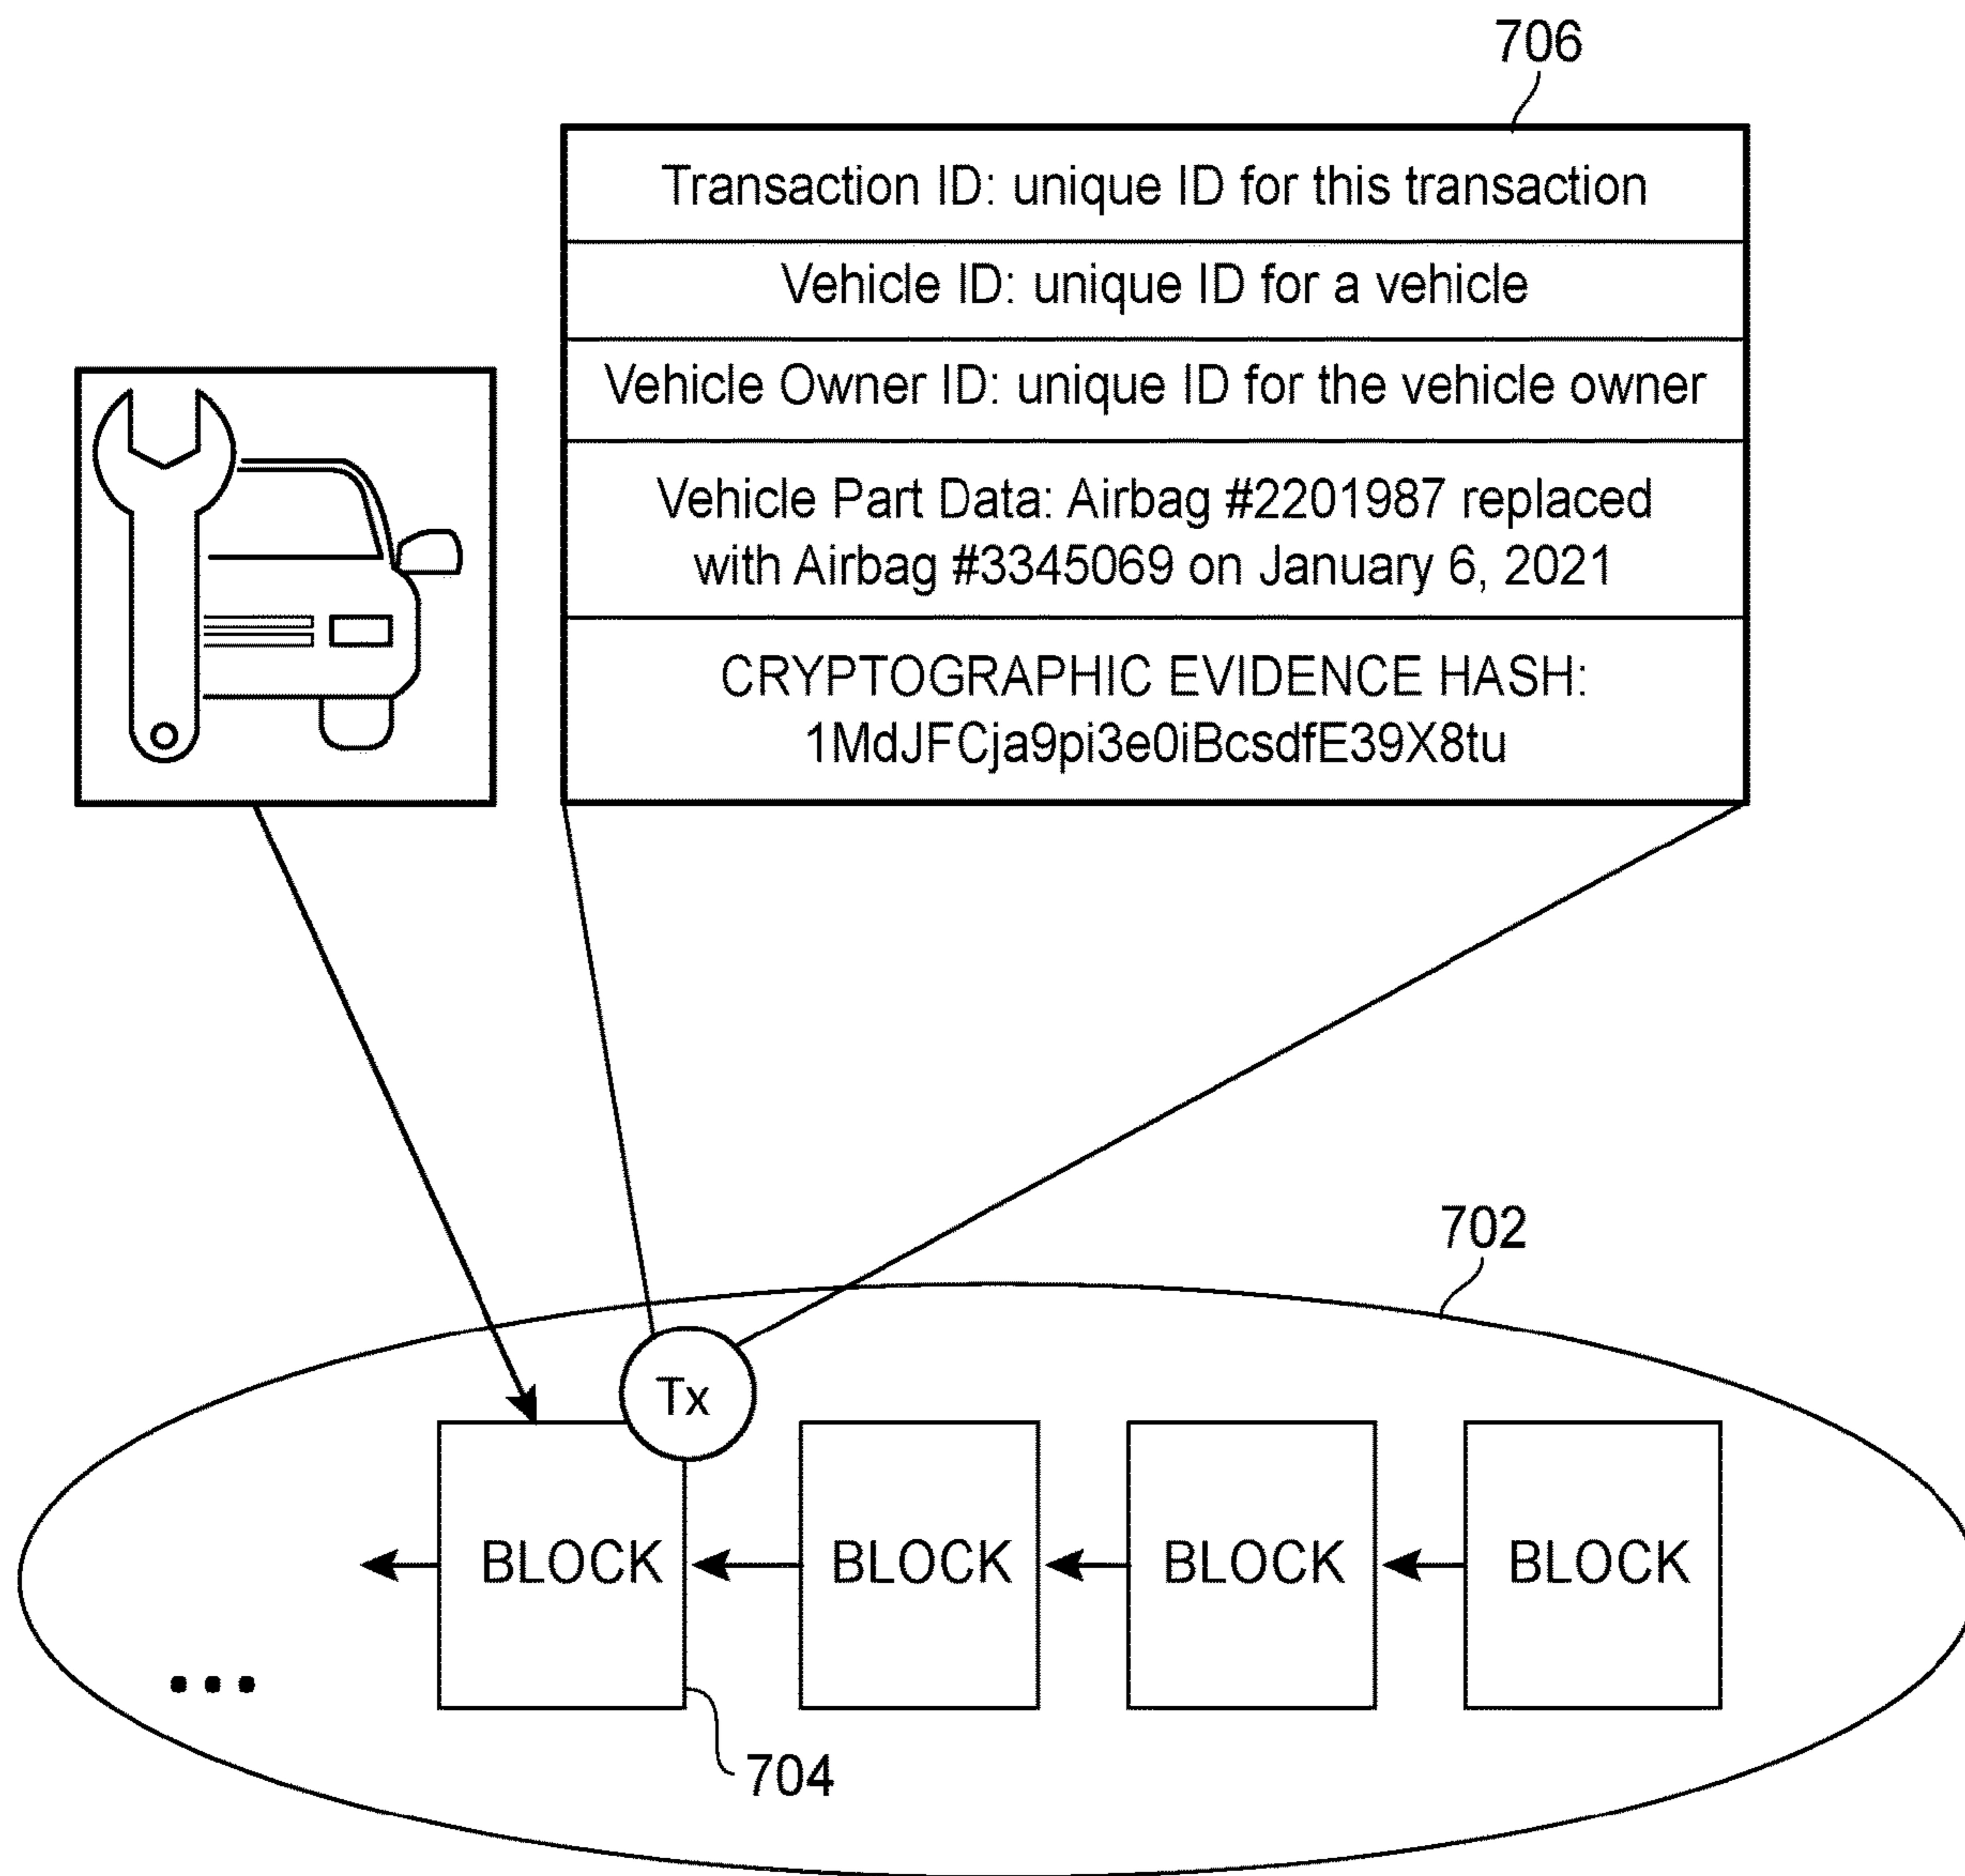 706
Transaction ID: unique ID for this transaction
Vehicle ID: unique ID for a vehicle
Vehicle Owner ID: unique ID for the vehicle owner
Vehicle Part Data: Airbag #2201987 replaced
with Airbag #3345069 on January 6, 2021
CRYPTOGRAPHIC EVIDENCE HASH:
1MdJFCja9pi3e0iBcsdfE39X8tu
702
Tx
BLOCK BLOCK BLOCK BLOCK
...
704